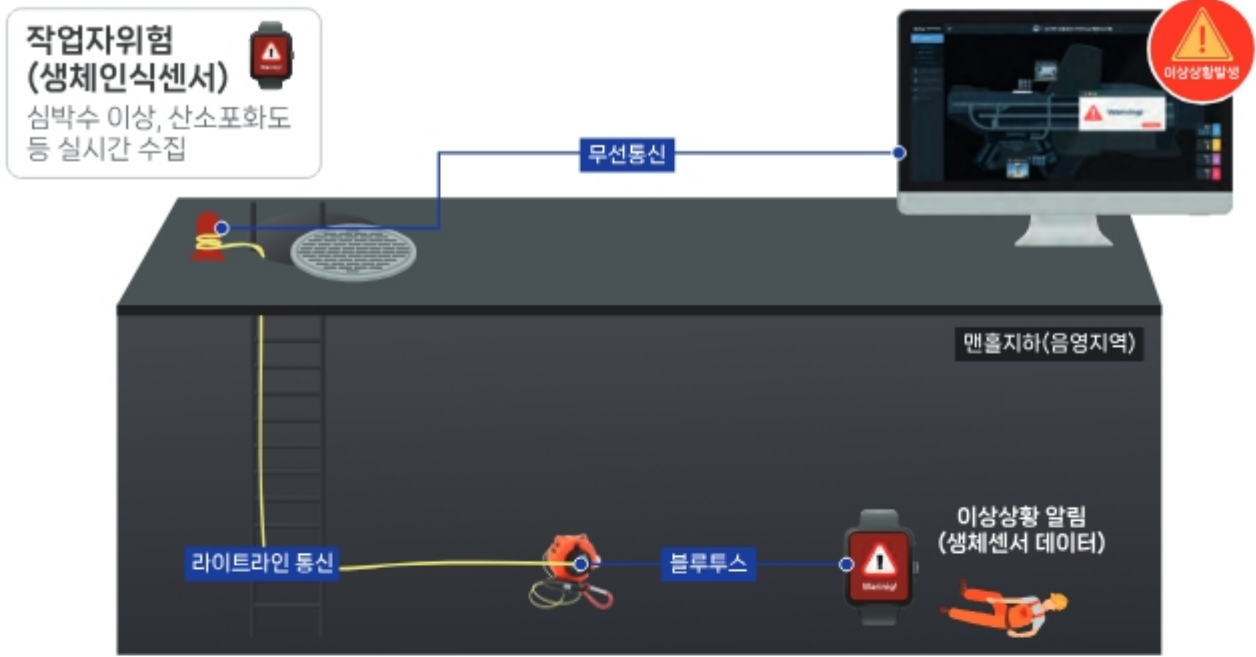 작업자위험
(생체인식센서)
심박수 이상, 산소포화도
등 실시간 수집
무선통신
Warning!
이상상황발생
맨홀지하(음영지역)
라이트라인 통신
블루투스
이상상황 알림
(생체센서 데이터)